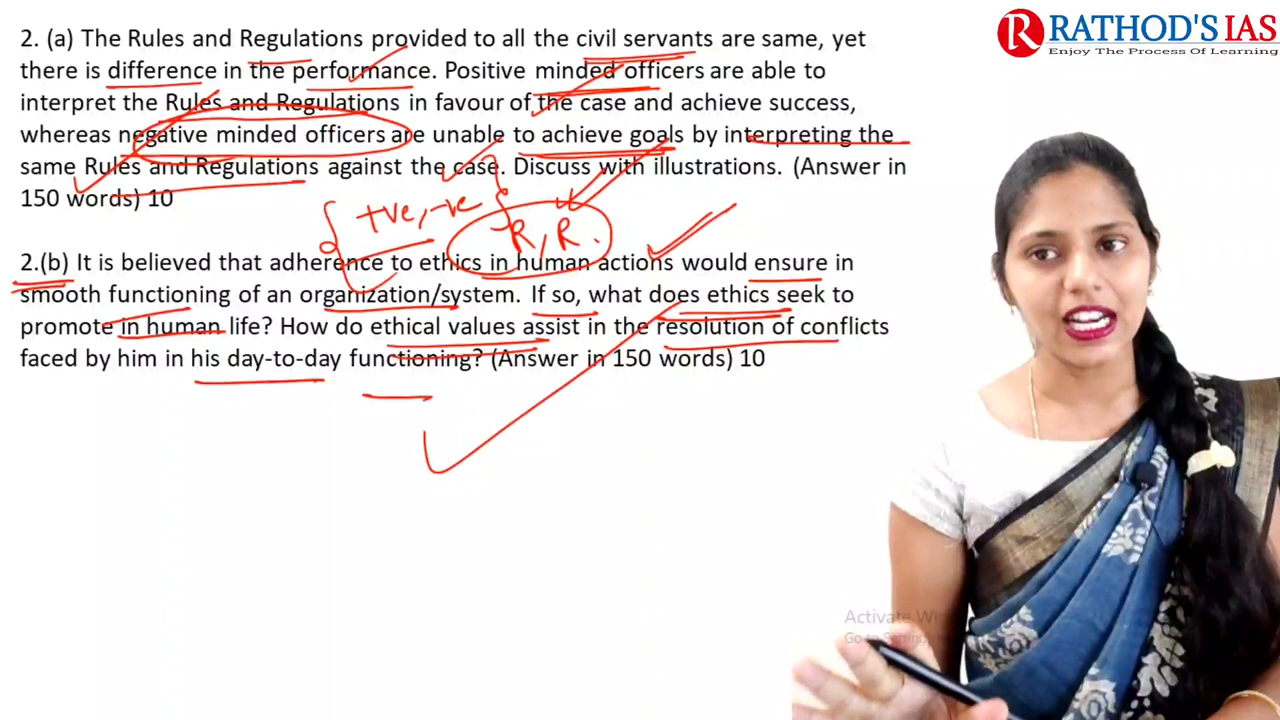 RATHOD'S IAS
Enjoy The Process Of Learning
2. (a) The Rules and Regulations provided to all the civil servants are same, yet
there is difference in the performance. Positive minded officers are able to
interpret the Rules and Regulations in favour of the case and achieve success,
whereas negative minded officers are unable to achieve goals by interpreting the
same Rules and Regulations against the case. Discuss with illustrations. (Answer in
150 words) 10
+ve, -ve
R, R.
2.(b) It is believed that adherence to ethics in human actions would ensure in
smooth functioning of an organization/system. If so, what does ethics seek to
promote in human life? How do ethical values assist in the resolution of conflicts
faced by him in his day-to-day functioning? (Answer in 150 words) 10
Activate Wi
Go to Setting